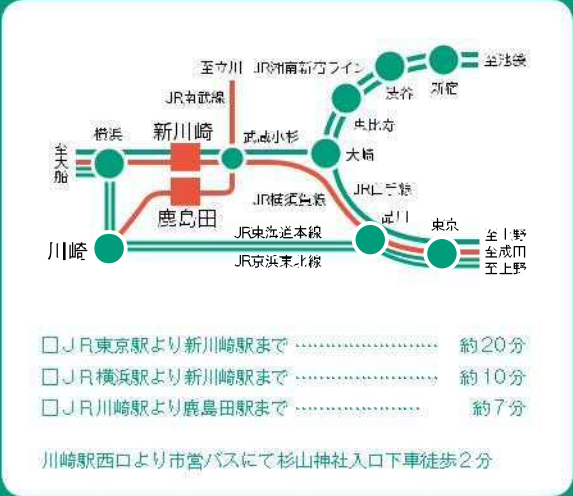 至立川 JR湘南新宿ライン
至池袋
JR南武線
渋谷
新宿
恵比寿
横浜
新川崎
武蔵小杉
大崎
至大船
鹿島田
JR横須賀線
JR山手線
品川
東京
川崎
JR東海道本線
JR京浜東北線
至上野
至成田
至上野
□JR東京駅より新川崎駅まで ……………………… 約20分
□JR横浜駅より新川崎駅まで ……………………… 約10分
□JR川崎駅より鹿島田駅まで …………………… 約7分
川崎駅西口より市営バスにて杉山神社入口下車徒歩2分